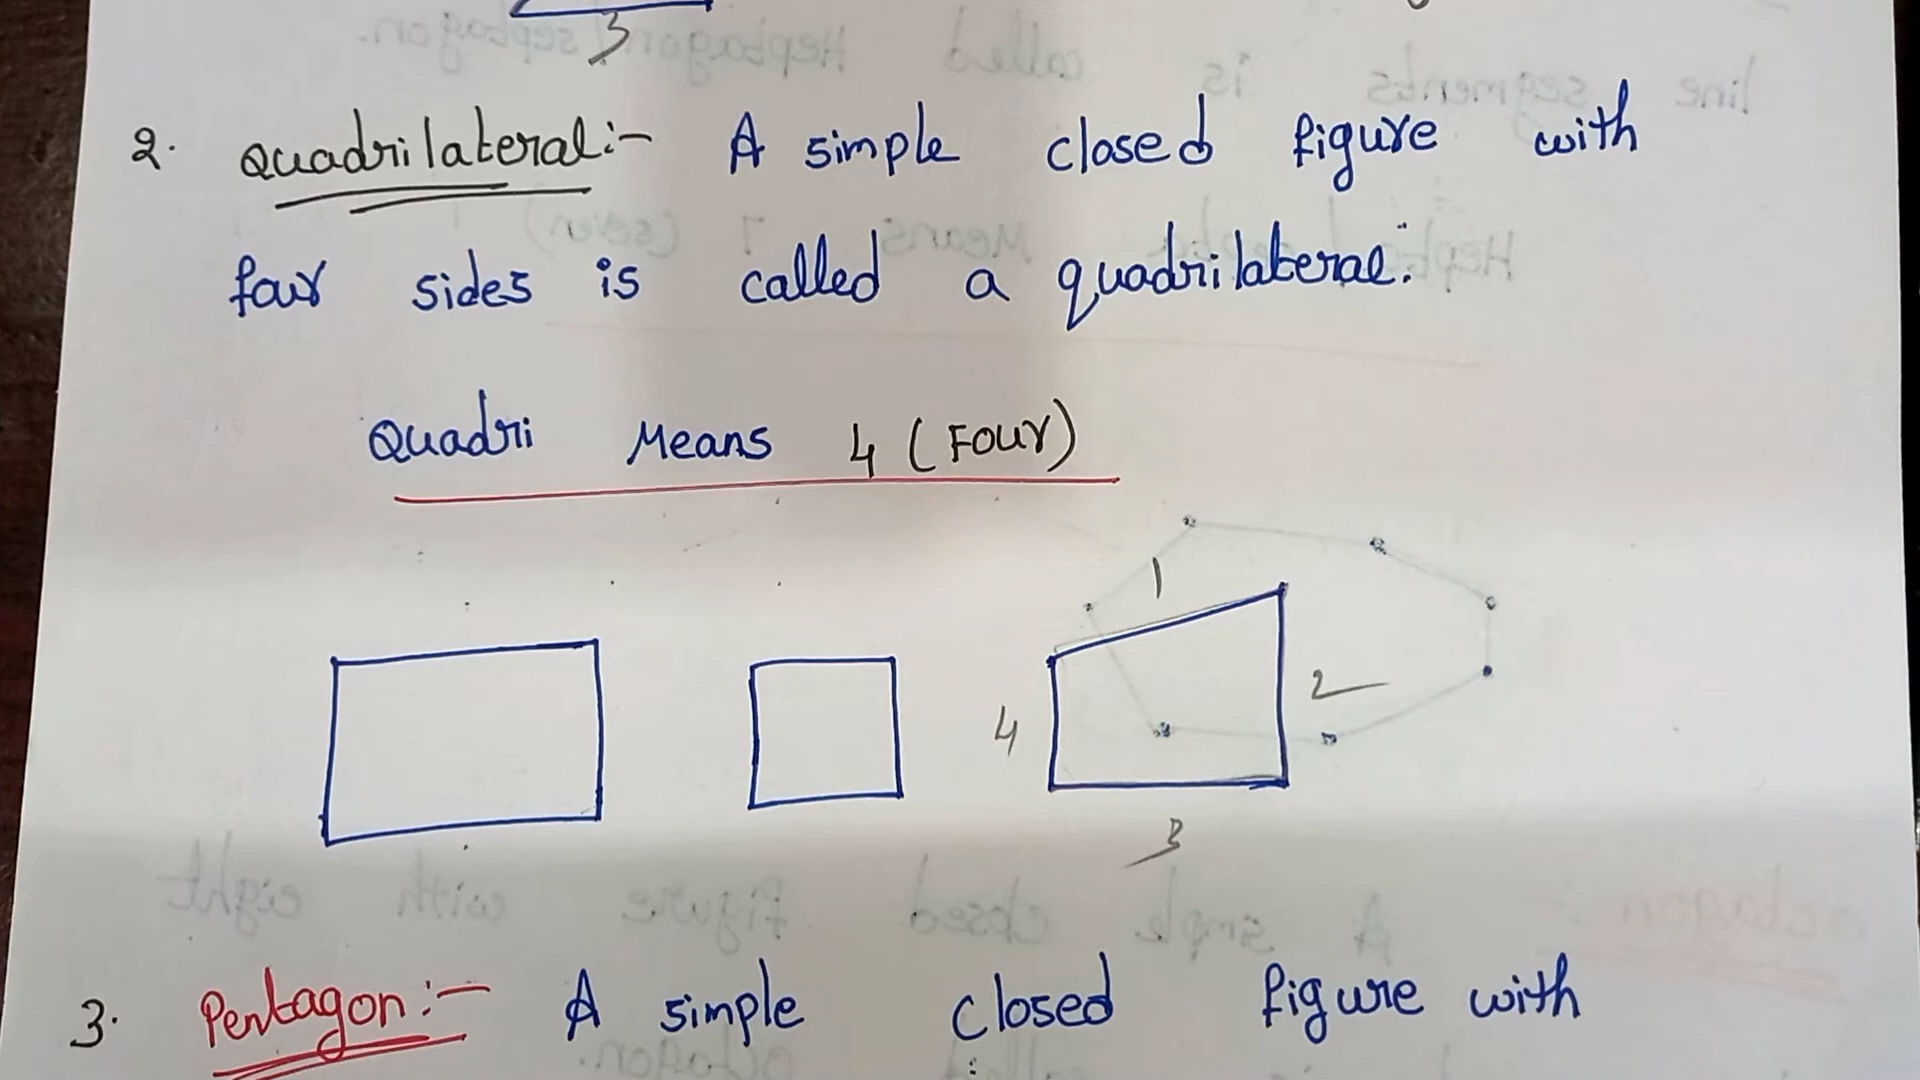 3
2. Quadrilateral:- A simple closed figure with
four sides is called a quadrilateral.
Quadri Means 4 (Four)
1
2
4
3
3. Pentagon:- A simple closed figure with